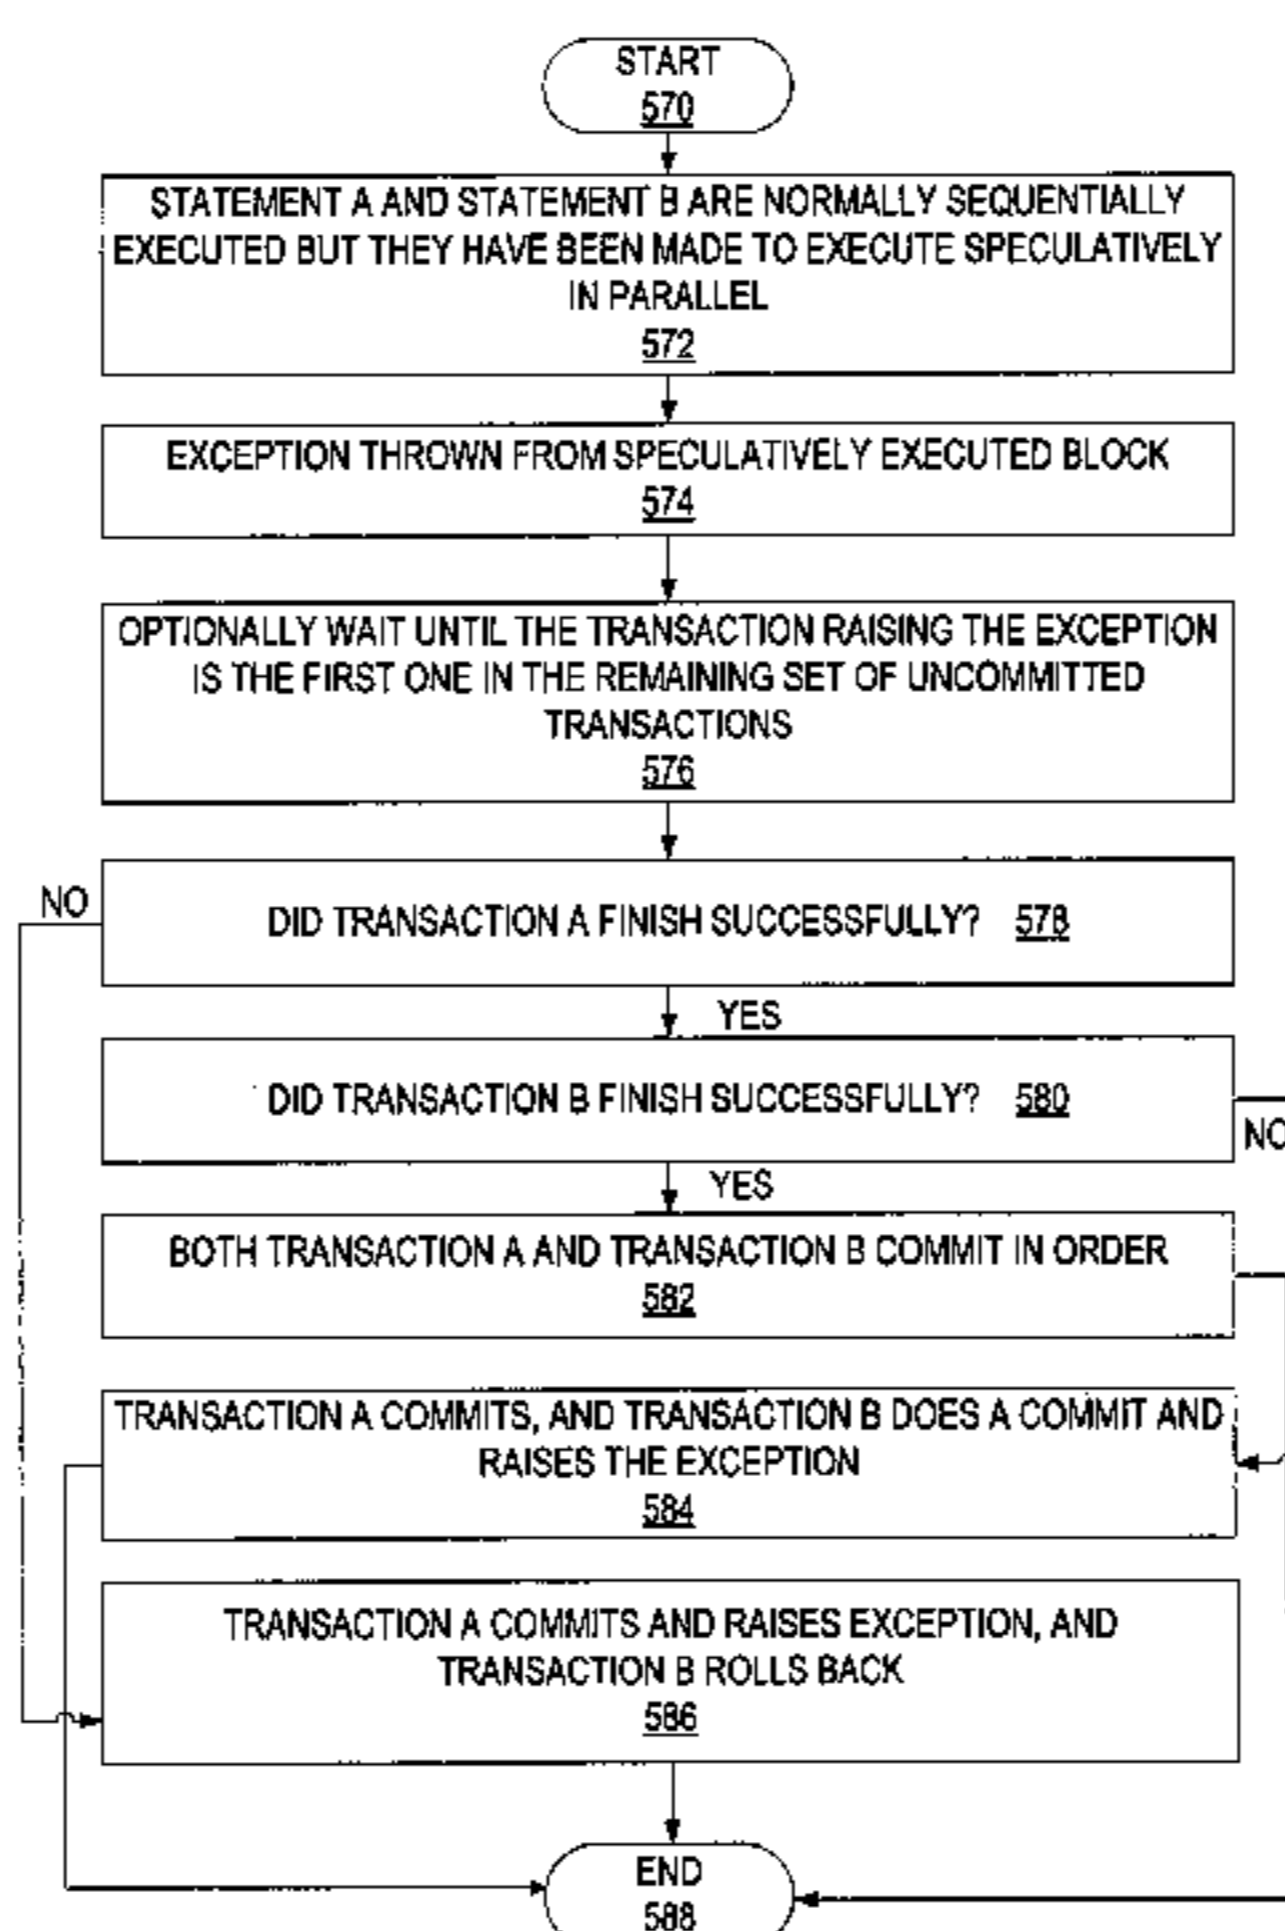 START
570
STATEMENT A AND STATEMENT B ARE NORMALLY SEQUENTIALLY
EXECUTED BUT THEY HAVE BEEN MADE TO EXECUTE SPECULATIVELY
IN PARALLEL
572
EXCEPTION THROWN FROM SPECULATIVELY EXECUTED BLOCK
574
OPTIONALLY WAIT UNTIL THE TRANSACTION RAISING THE EXCEPTION
IS THE FIRST ONE IN THE REMAINING SET OF UNCOMMITTED
TRANSACTIONS
576
NO
DID TRANSACTION A FINISH SUCCESSFULLY? 578
YES
DID TRANSACTION B FINISH SUCCESSFULLY? 580
NO
YES
BOTH TRANSACTION A AND TRANSACTION B COMMIT IN ORDER
582
TRANSACTION A COMMITS, AND TRANSACTION B DOES A COMMIT AND
RAISES THE EXCEPTION
584
TRANSACTION A COMMITS AND RAISES EXCEPTION, AND
TRANSACTION B ROLLS BACK
586
END
588